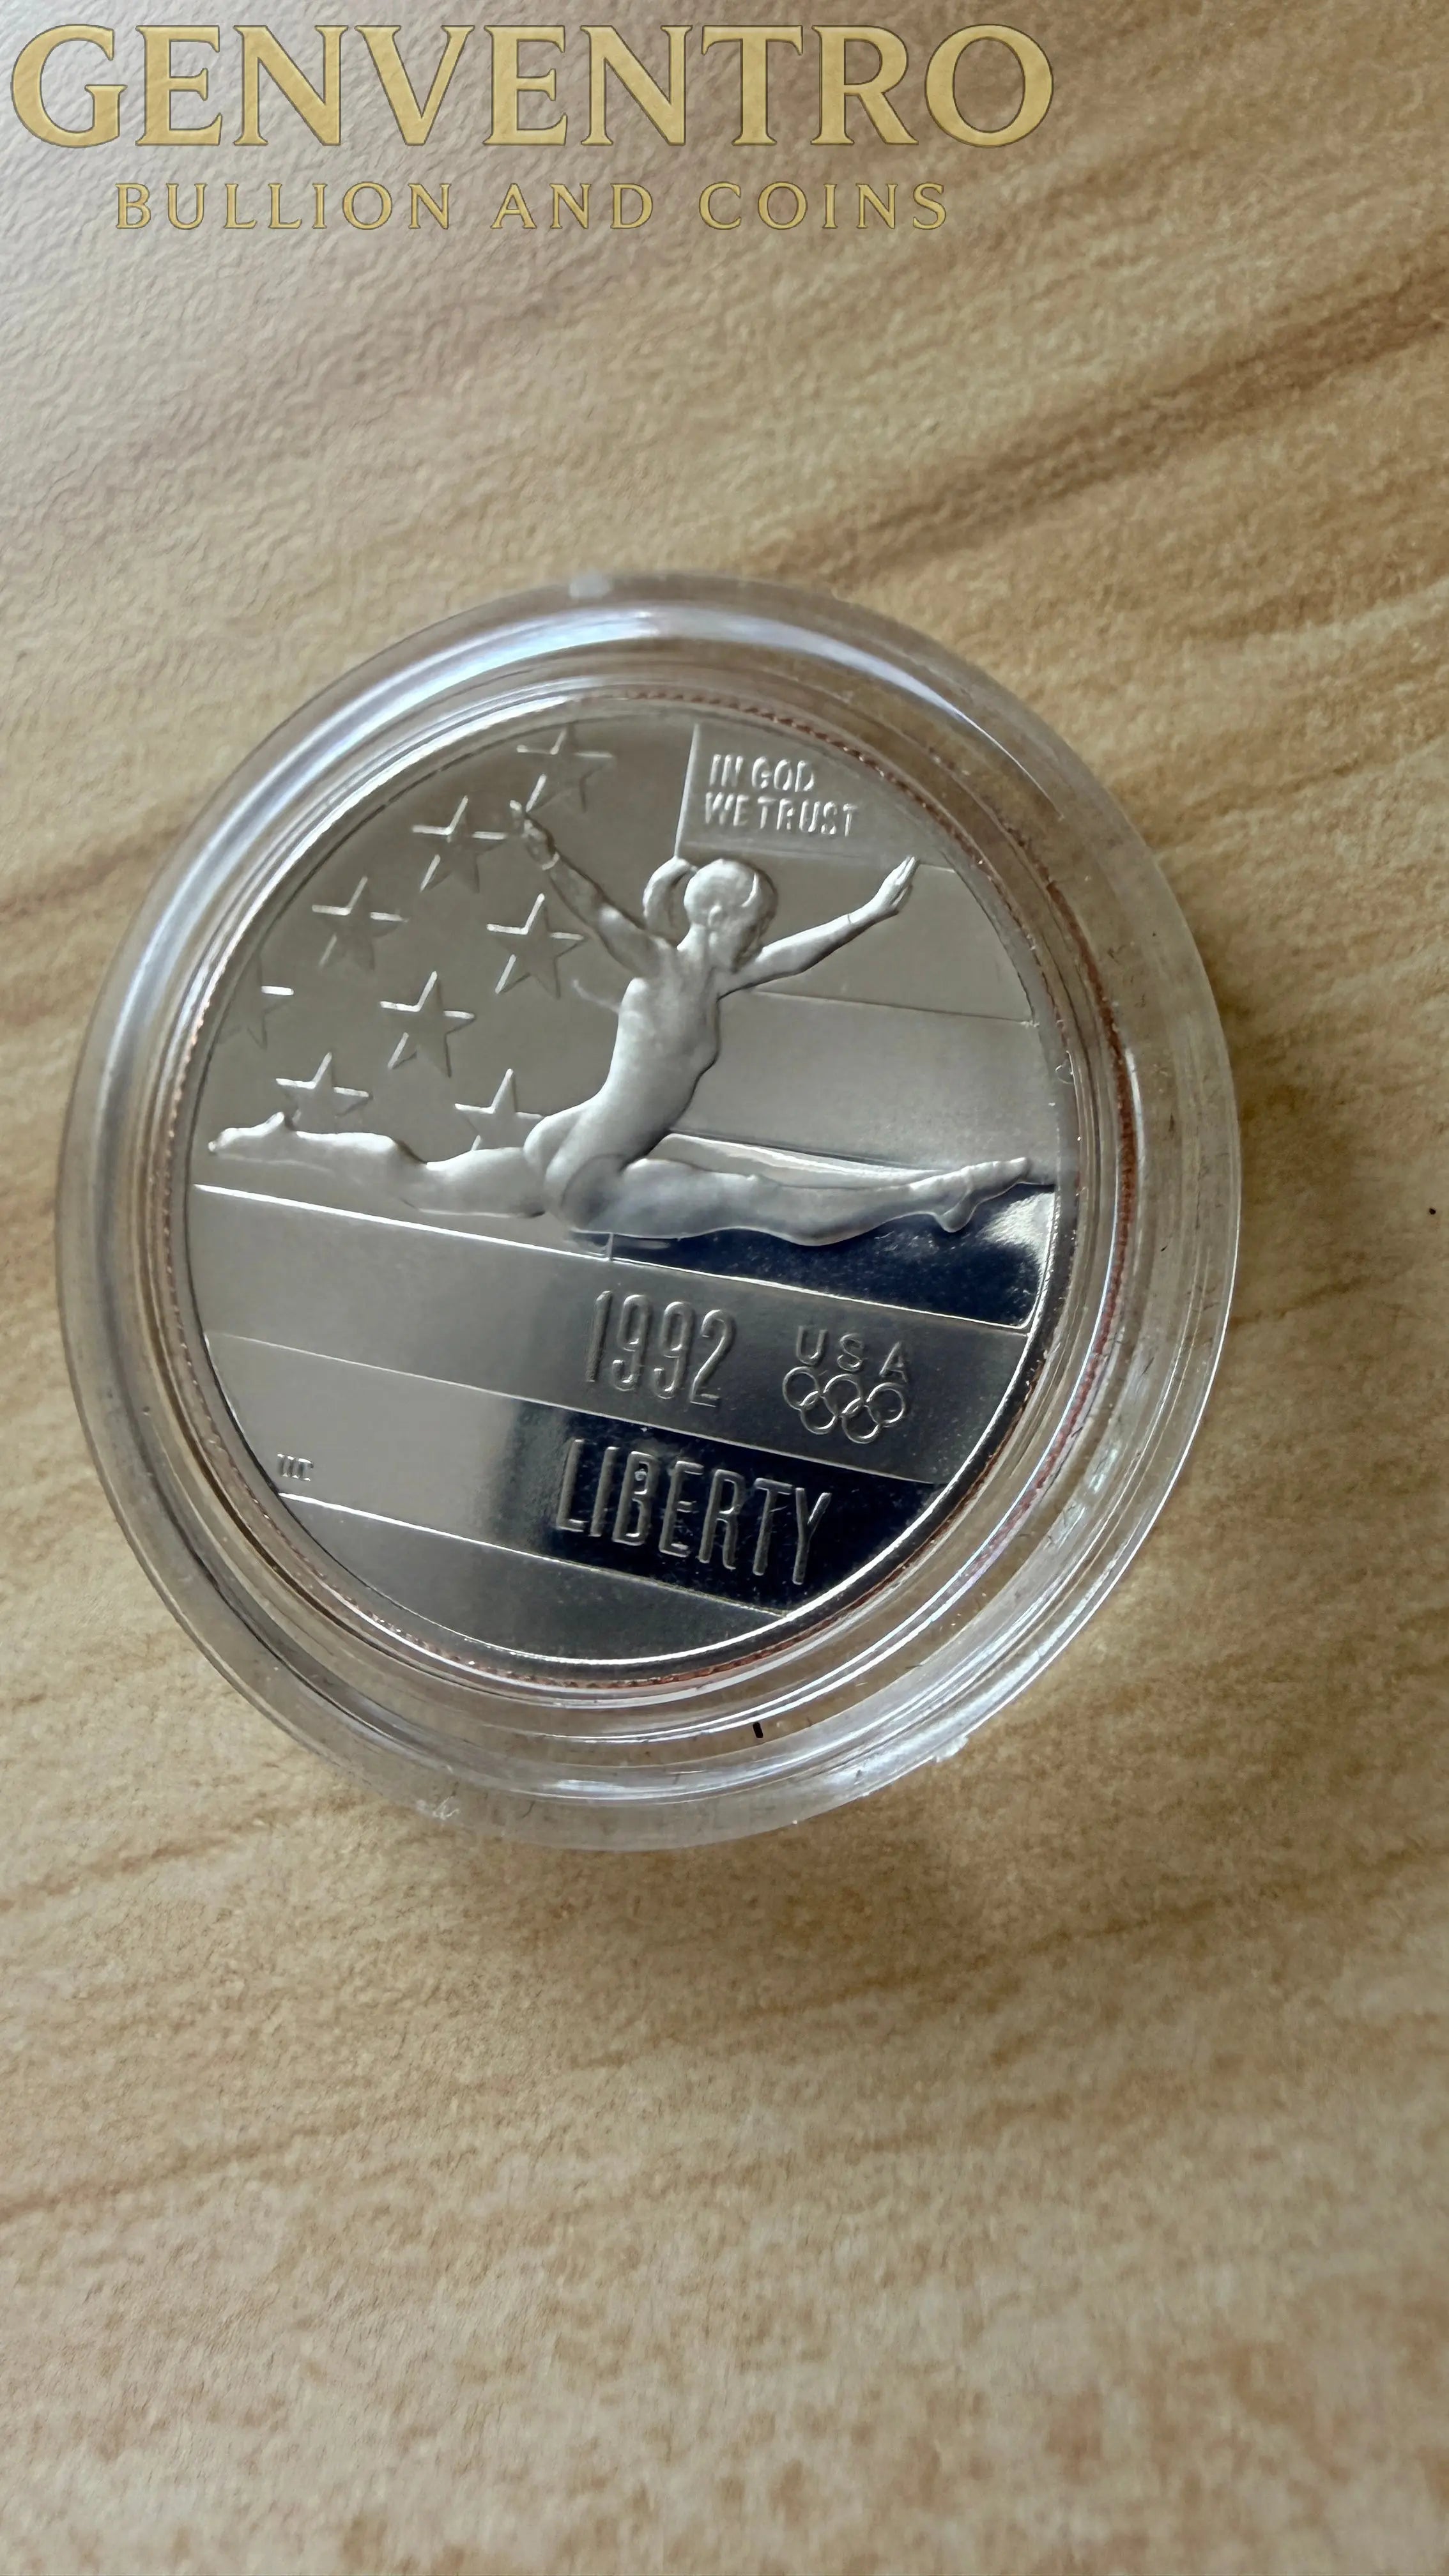 GENVENTRO
BULLION AND COINS
IN GOD
WE TRUST
1992
USA
LIBERTY